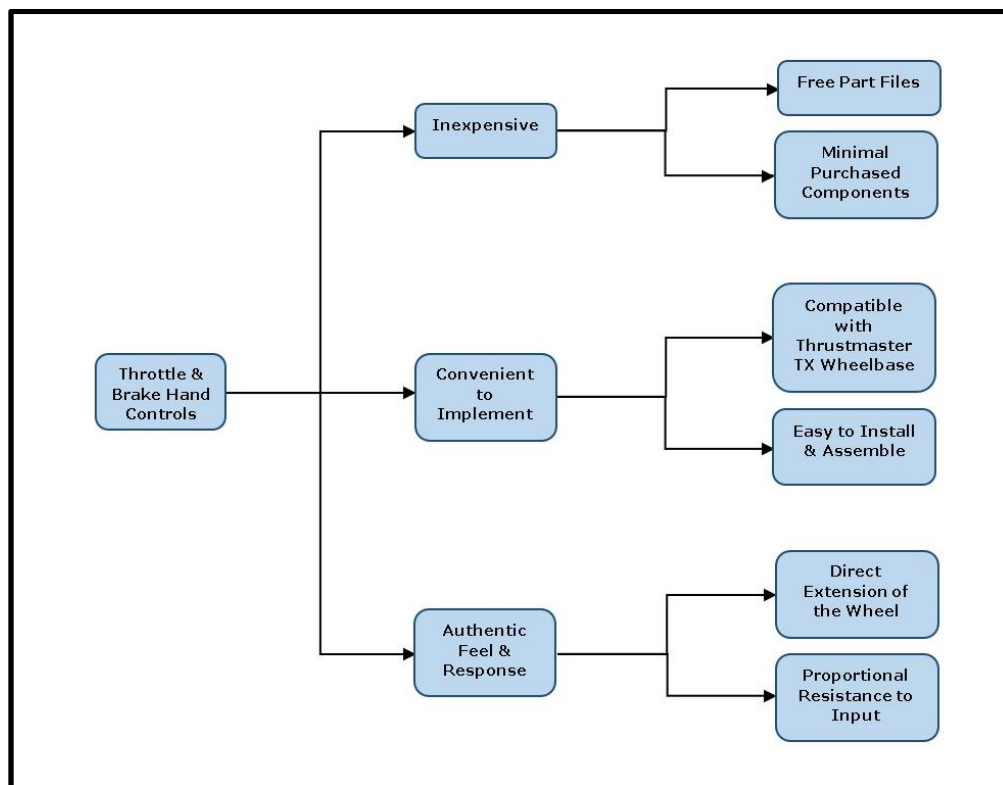 Throttle &
Brake Hand
Controls
Inexpensive
Free Part Files
Minimal
Purchased
Components
Convenient
to
Implement
Compatible
with
Thrustmaster
TX Wheelbase
Easy to Install
& Assemble
Authentic
Feel &
Response
Direct
Extension of
the Wheel
Proportional
Resistance to
Input